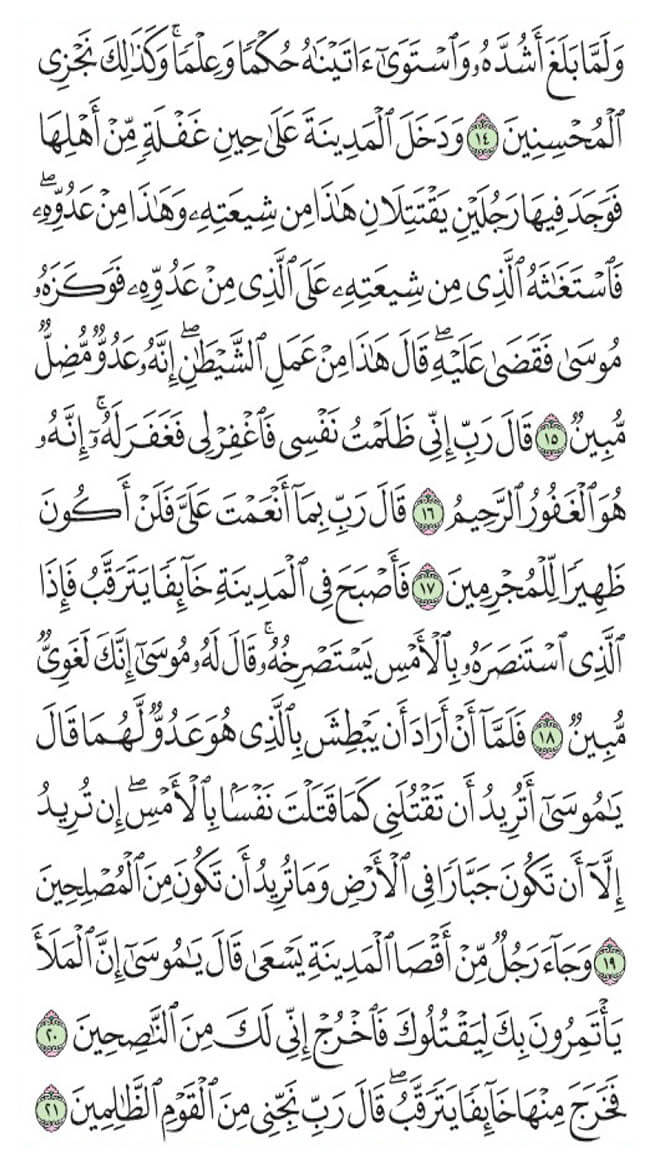 وَلَمَّا بَلَغَ أَشُدَّهُۥ وَٱسْتَوَىٰٓ ءَاتَيْنَٰهُ حُكْمًا وَعِلْمًاۚ وَكَذَٰلِكَ نَجْزِى
ٱلْمُحْسِنِينَ ١٤ وَدَخَلَ ٱلْمَدِينَةَ عَلَىٰ حِينِ غَفْلَةٍ مِّنْ أَهْلِهَا
فَوَجَدَ فِيهَا رَجُلَيْنِ يَقْتَتِلَانِ هَٰذَا مِن شِيعَتِهِۦ وَهَٰذَا مِنْ عَدُوِّهِۦۖ
فَٱسْتَغَٰثَهُ ٱلَّذِى مِن شِيعَتِهِۦ عَلَى ٱلَّذِى مِنْ عَدُوِّهِۦ فَوَكَزَهُۥ
مُوسَىٰ فَقَضَىٰ عَلَيْهِۖ قَالَ هَٰذَا مِنْ عَمَلِ ٱلشَّيْطَٰنِۖ إِنَّهُۥ عَدُوٌّ مُّضِلٌّ
مُّبِينٌ ١٥ قَالَ رَبِّ إِنِّى ظَلَمْتُ نَفْسِى فَٱغْفِرْ لِى فَغَفَرَ لَهُۥٓۚ إِنَّهُۥ
هُوَ ٱلْغَفُورُ ٱلرَّحِيمُ ١٦ قَالَ رَبِّ بِمَآ أَنْعَمْتَ عَلَىَّ فَلَنْ أَكُونَ
ظَهِيرًا لِّلْمُجْرِمِينَ ١٧ فَأَصْبَحَ فِى ٱلْمَدِينَةِ خَآئِفًا يَتَرَقَّبُ فَإِذَا
ٱلَّذِى ٱسْتَنصَرَهُۥ بِٱلْأَمْسِ يَسْتَصْرِخُهُۥۚ قَالَ لَهُۥ مُوسَىٰٓ إِنَّكَ لَغَوِىٌّ
مُّبِينٌ ١٨ فَلَمَّآ أَنْ أَرَادَ أَن يَبْطِشَ بِٱلَّذِى هُوَ عَدُوٌّ لَّهُمَا قَالَ
يَٰمُوسَىٰٓ أَتُرِيدُ أَن تَقْتُلَنِى كَمَا قَتَلْتَ نَفْسًۢا بِٱلْأَمْسِۖ إِن تُرِيدُ
إِلَّآ أَن تَكُونَ جَبَّارًا فِى ٱلْأَرْضِ وَمَا تُرِيدُ أَن تَكُونَ مِنَ ٱلْمُصْلِحِينَ
١٩ وَجَآءَ رَجُلٌ مِّنْ أَقْصَا ٱلْمَدِينَةِ يَسْعَىٰ قَالَ يَٰمُوسَىٰٓ إِنَّ ٱلْمَلَأَ
يَأْتَمِرُونَ بِكَ لِيَقْتُلُوكَ فَٱخْرُجْ إِنِّى لَكَ مِنَ ٱلنَّٰصِحِينَ ٢٠
فَخَرَجَ مِنْهَا خَآئِفًا يَتَرَقَّبُۖ قَالَ رَبِّ نَجِّنِى مِنَ ٱلْقَوْمِ ٱلظَّٰلِمِينَ ٢١